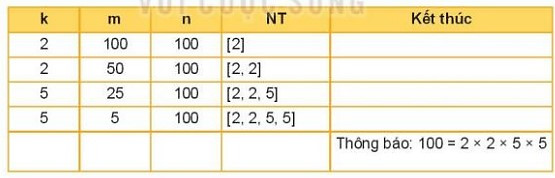 VỚI CUỘC SỐNG
k m n NT Kết thúc
2 100 100 [2]
2 50 100 [2, 2]
5 25 100 [2, 2, 5]
5 5 100 [2, 2, 5, 5]
Thông báo: 100 = 2 × 2 × 5 × 5